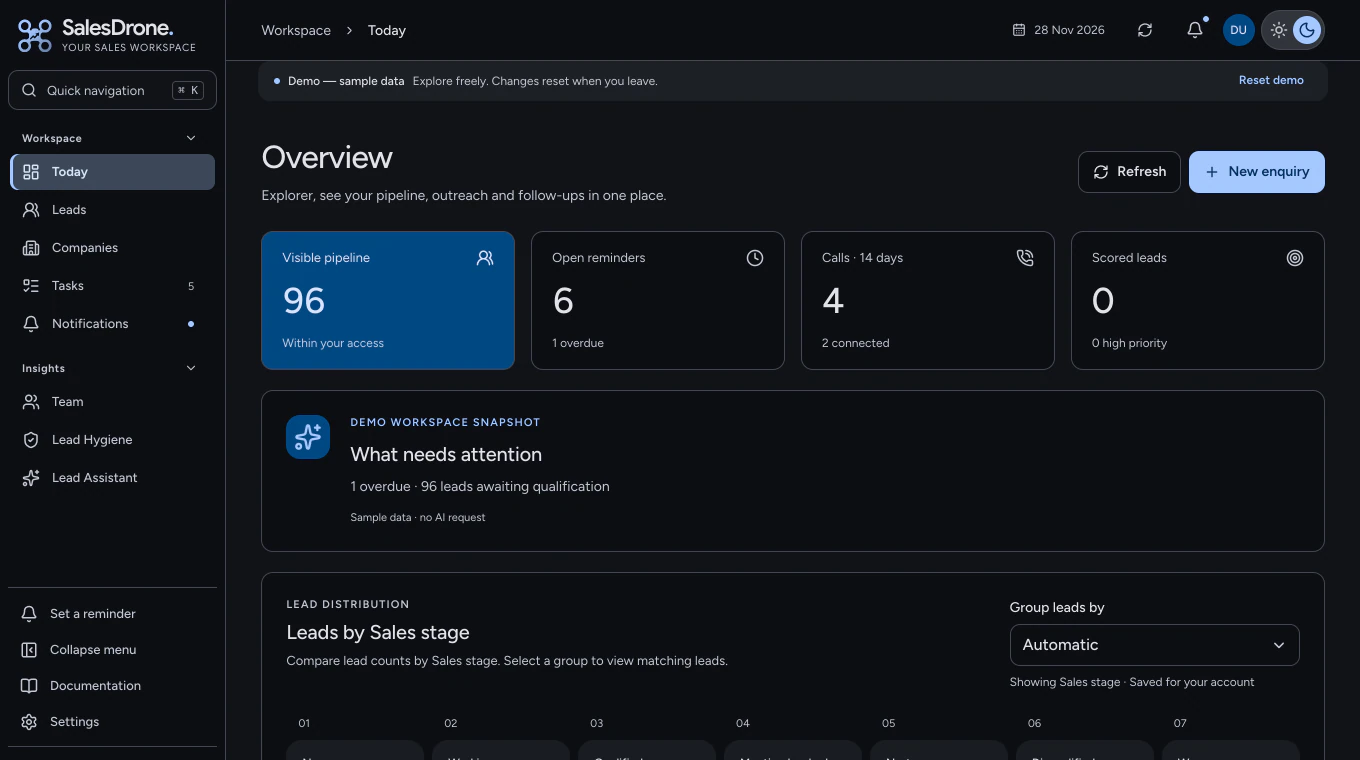 SalesDrone.
YOUR SALES WORKSPACE
Quick navigation ⌘ K
Workspace
Today
Leads
Companies
Tasks 5
Notifications
Insights
Team
Lead Hygiene
Lead Assistant
Set a reminder
Collapse menu
Documentation
Settings
Workspace > Today
28 Nov 2026
DU
Demo — sample data Explore freely. Changes reset when you leave.
Reset demo
Overview
Explorer, see your pipeline, outreach and follow-ups in one place.
Refresh
+ New enquiry
Visible pipeline
96
Within your access
Open reminders
6
1 overdue
Calls · 14 days
4
2 connected
Scored leads
0
0 high priority
DEMO WORKSPACE SNAPSHOT
What needs attention
1 overdue · 96 leads awaiting qualification
Sample data · no AI request
LEAD DISTRIBUTION
Leads by Sales stage
Compare lead counts by Sales stage. Select a group to view matching leads.
Group leads by
Automatic
Showing Sales stage · Saved for your account
01 02 03 04 05 06 07